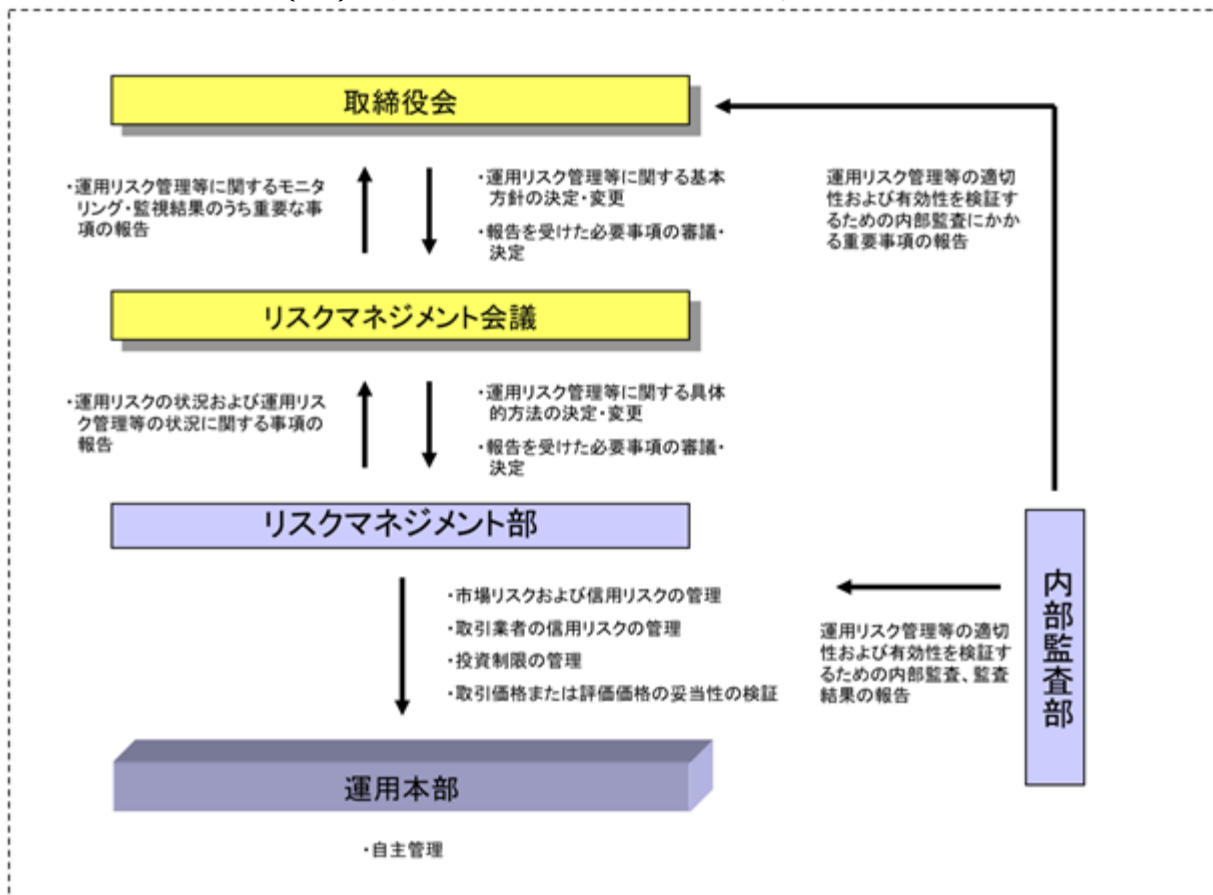 取締役会
・運用リスク管理等に関するモニ
タリング・監視結果のうち重要な事
項の報告
・運用リスク管理等に関する基本
方針の決定・変更
・報告を受けた必要事項の審議・
決定
運用リスク管理等の適切
性および有効性を検証す
るための内部監査にかか
る重要事項の報告
リスクマネジメント会議
・運用リスクの状況および運用リス
ク管理等の状況に関する事項の
報告
・運用リスク管理等に関する具体
的方法の決定・変更
・報告を受けた必要事項の審議・
決定
リスクマネジメント部
・市場リスクおよび信用リスクの管理
・取引業者の信用リスクの管理
・投資制限の管理
・取引価格または評価価格の妥当性の検証
運用リスク管理等の適切
性および有効性を検証す
るための内部監査、監査
結果の報告
内部監査部
運用本部
・自主管理